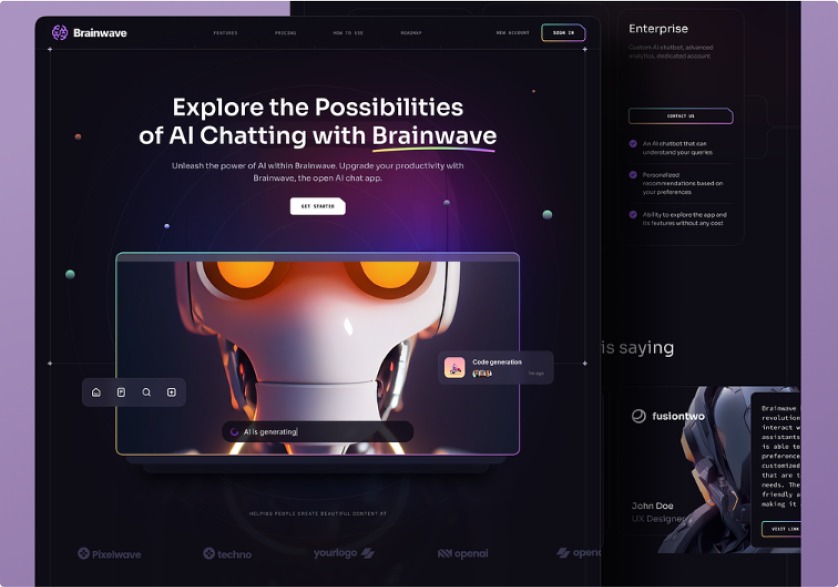 Brainwave
FEATURES
PRICING
HOW TO USE
ROADMAP
NEW ACCOUNT
SIGN IN
Explore the Possibilities
of AI Chatting with Brainwave
Unleash the power of AI within Brainwave. Upgrade your productivity with
Brainwave, the open AI chat app.
GET STARTED
Code generation
1m ago
AI is generating
HELPING PEOPLE CREATE BEAUTIFUL CONTENT AT
Pixelwave
techno
yourlogo
openai
opena
Enterprise
Custom AI chatbot, advanced
analytics, dedicated account
CONTACT US
An AI chatbot that can
understand your queries
Personalized
recommendations based on
your preferences
Ability to explore the app and
its features without any cost
is saying
fusiontwo
John Doe
UX Designer
Brainwave
revolution
interact w
assistants
is able to
preference
customized
that are t
needs. The
friendly a
making it
VISIT LINK